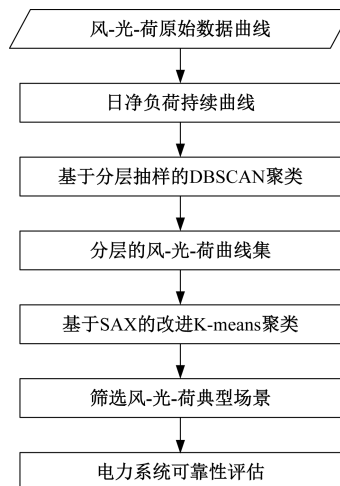 风-光-荷原始数据曲线
日净负荷持续曲线
基于分层抽样的DBSCAN聚类
分层的风-光-荷曲线集
基于SAX的改进K-means聚类
筛选风-光-荷典型场景
电力系统可靠性评估